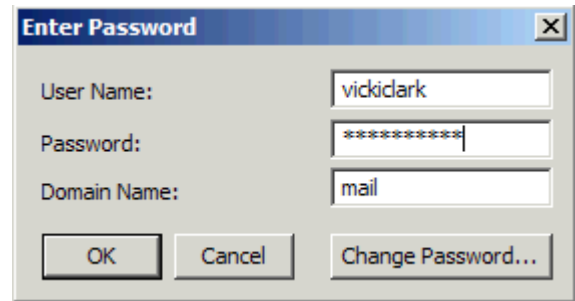 Enter Password
User Name: vickiclark
Password: **********
Domain Name: mail
OK Cancel Change Password...